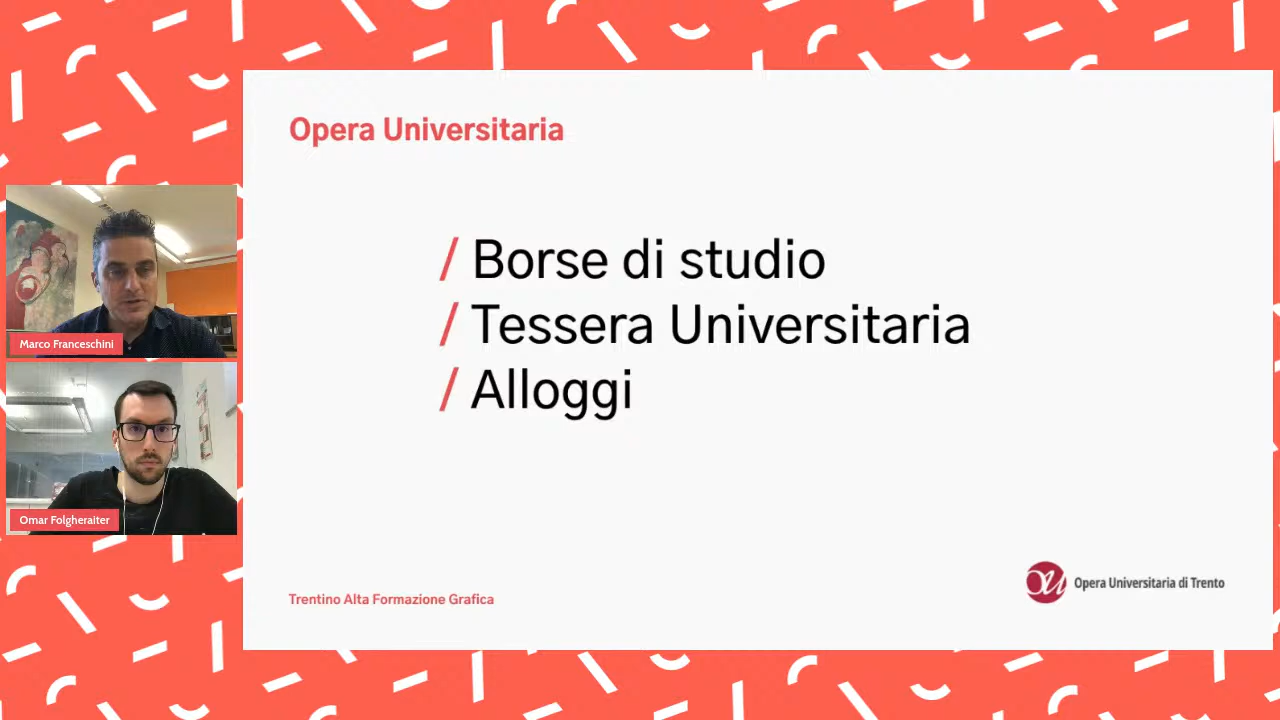 Opera Universitaria
/ Borse di studio
/ Tessera Universitaria
/ Alloggi
Marco Franceschini
Omar Folgheraiter
Trentino Alta Formazione Grafica
Opera Universitaria di Trento